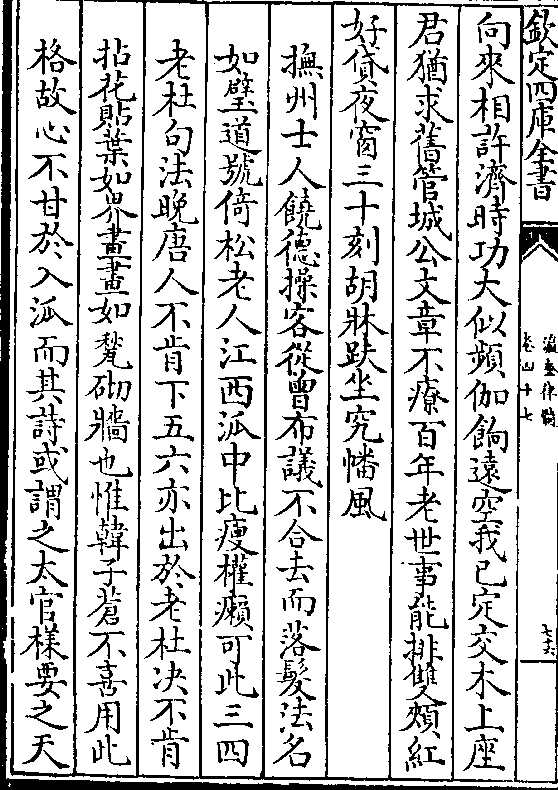 欽定四庫全書
瀛奎律髓
卷四十七
七六
向來相許濟時功大似頻伽餉遠空我已定交木上座
君猶求舊管城公文章不療百年老世事能排雙頰紅
好貸夜窗三十刻胡牀趺坐究幡風
撫州士人饒德操客從曾布議不合去而落髮法名
如璧道號倚松老人江西派中比瘦權癩可此三四
老杜句法晚唐人不肯下五六亦出於老杜决不肯
拈花貼葉如界畫畫如甃砌牆也惟韓子蒼不喜用此
格故心不甘於入派而其詩或謂之太官樣要之天